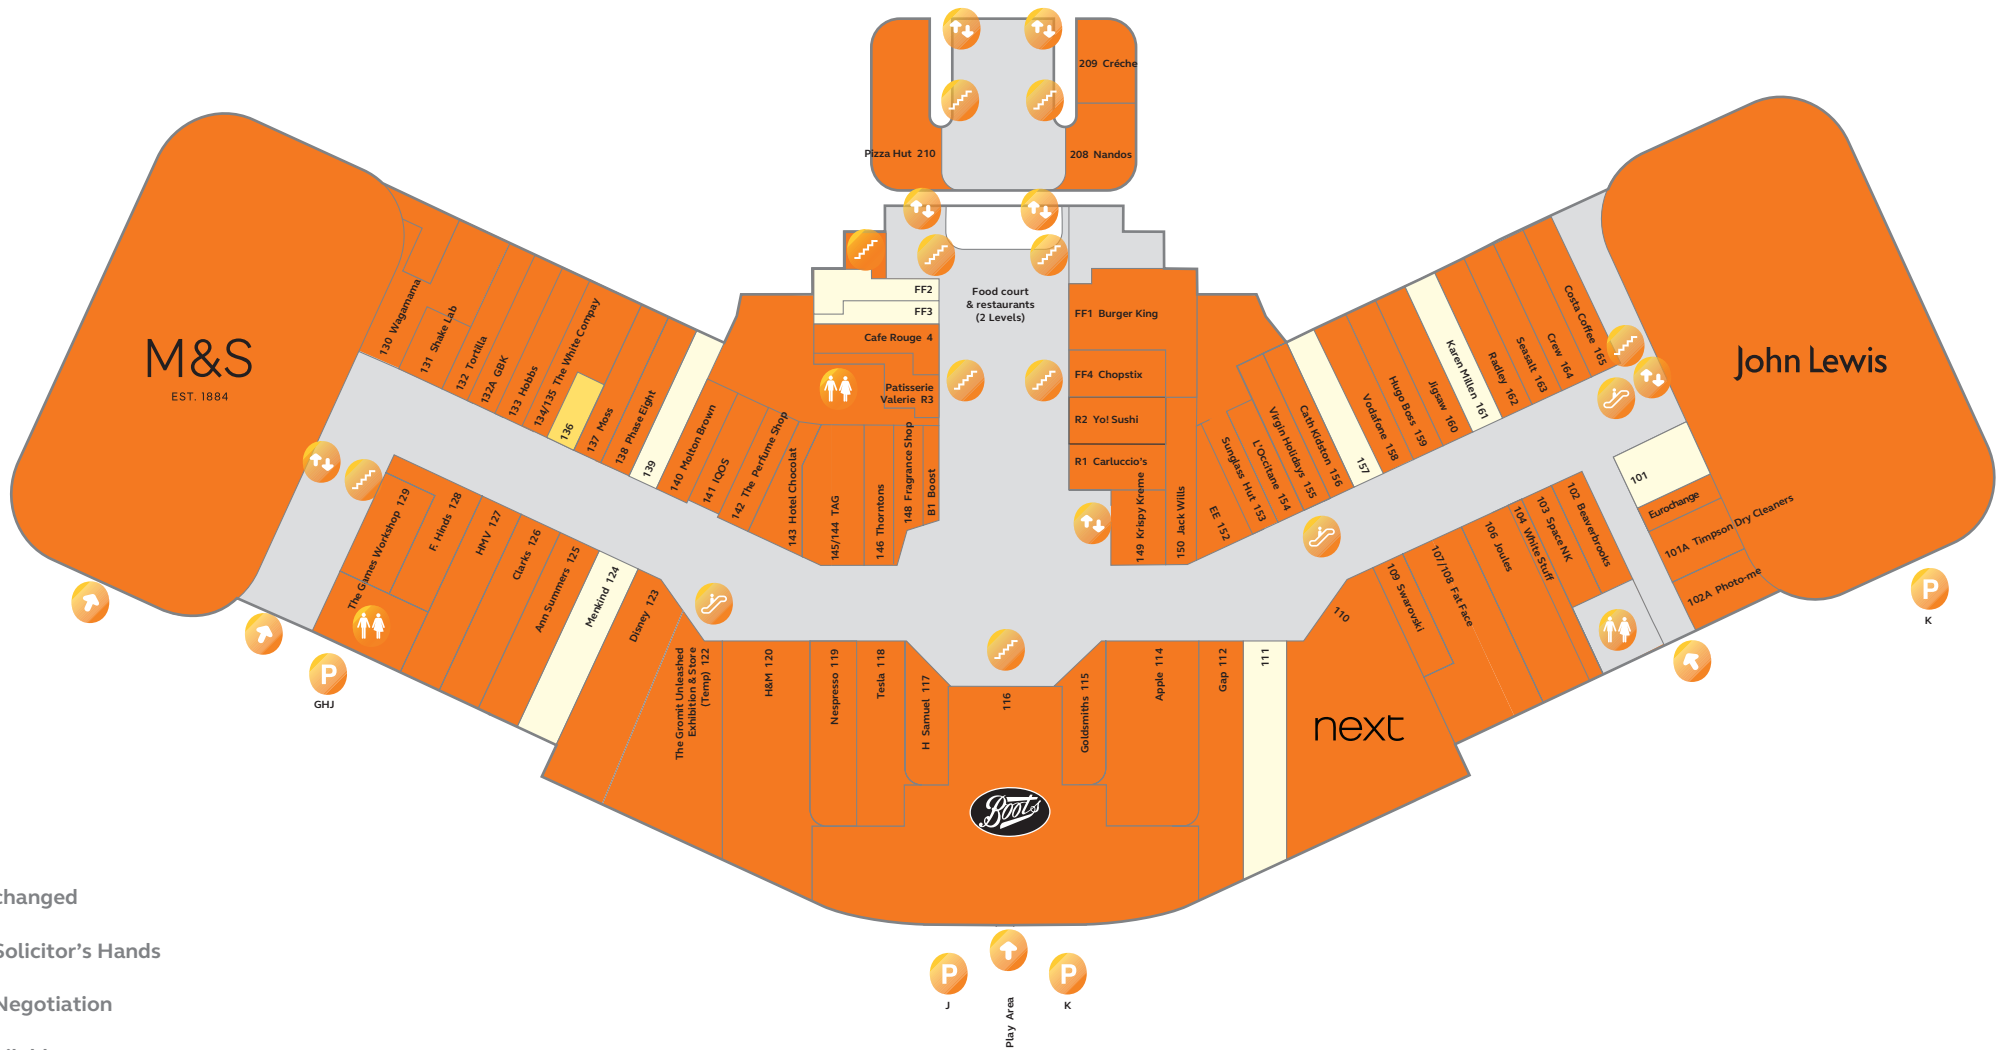 209 Créche
Pizza Hut 210
208 Nandos
M&S
EST. 1884
John Lewis
FF2
FF3
Cafe Rouge 4
Patisserie
Valerie R3
Food court
& restaurants
(2 Levels)
FF1 Burger King
FF4 Chopstix
R2 Yo! Sushi
R1 Carluccio's
130 Wagamama
131 Shake Lab
132 Tortilla
132A GBK
133 Hobbs
134/135 The White Compay
136
137 Moss
138 Phase Eight
139
140 Molton Brown
141 IQOS
142 The Perfume Shop
143 Hotel Chocolat
145/144 TAG
146 Thorntons
148 Fragrance Shop
B1 Boost
149 Krispy Kreme
150 Jack Wills
EE 152
Sunglass Hut 153
L'Occitane 154
Virgin Holidays 155
Cath Kidston 156
157
Vodafone 158
Hugo Boss 159
Jigsaw 160
Karen Millen 161
Radley 162
Seasalt 163
Crew 164
Costa Coffee 165
101
Eurochange
101A Timpson Dry Cleaners
102A Photo-me
102 Beaverbrooks
103 Space NK
104 White Stuff
106 Joules
107/108 Fat Face
109 Swarovski
110
next
111
Gap 112
Apple 114
Goldsmiths 115
116
Boots
H Samuel 117
Tesla 118
Nespresso 119
H&M 120
The Gromit Unleashed
Exhibition & Store
(Temp) 122
Disney 123
Menkind 124
Ann Summers 125
Clarks 126
HMV 127
F. Hinds 128
The Games Workshop 129
P
GHJ
P
K
P
J
P
K
Play Area
changed
Solicitor's Hands
Negotiation